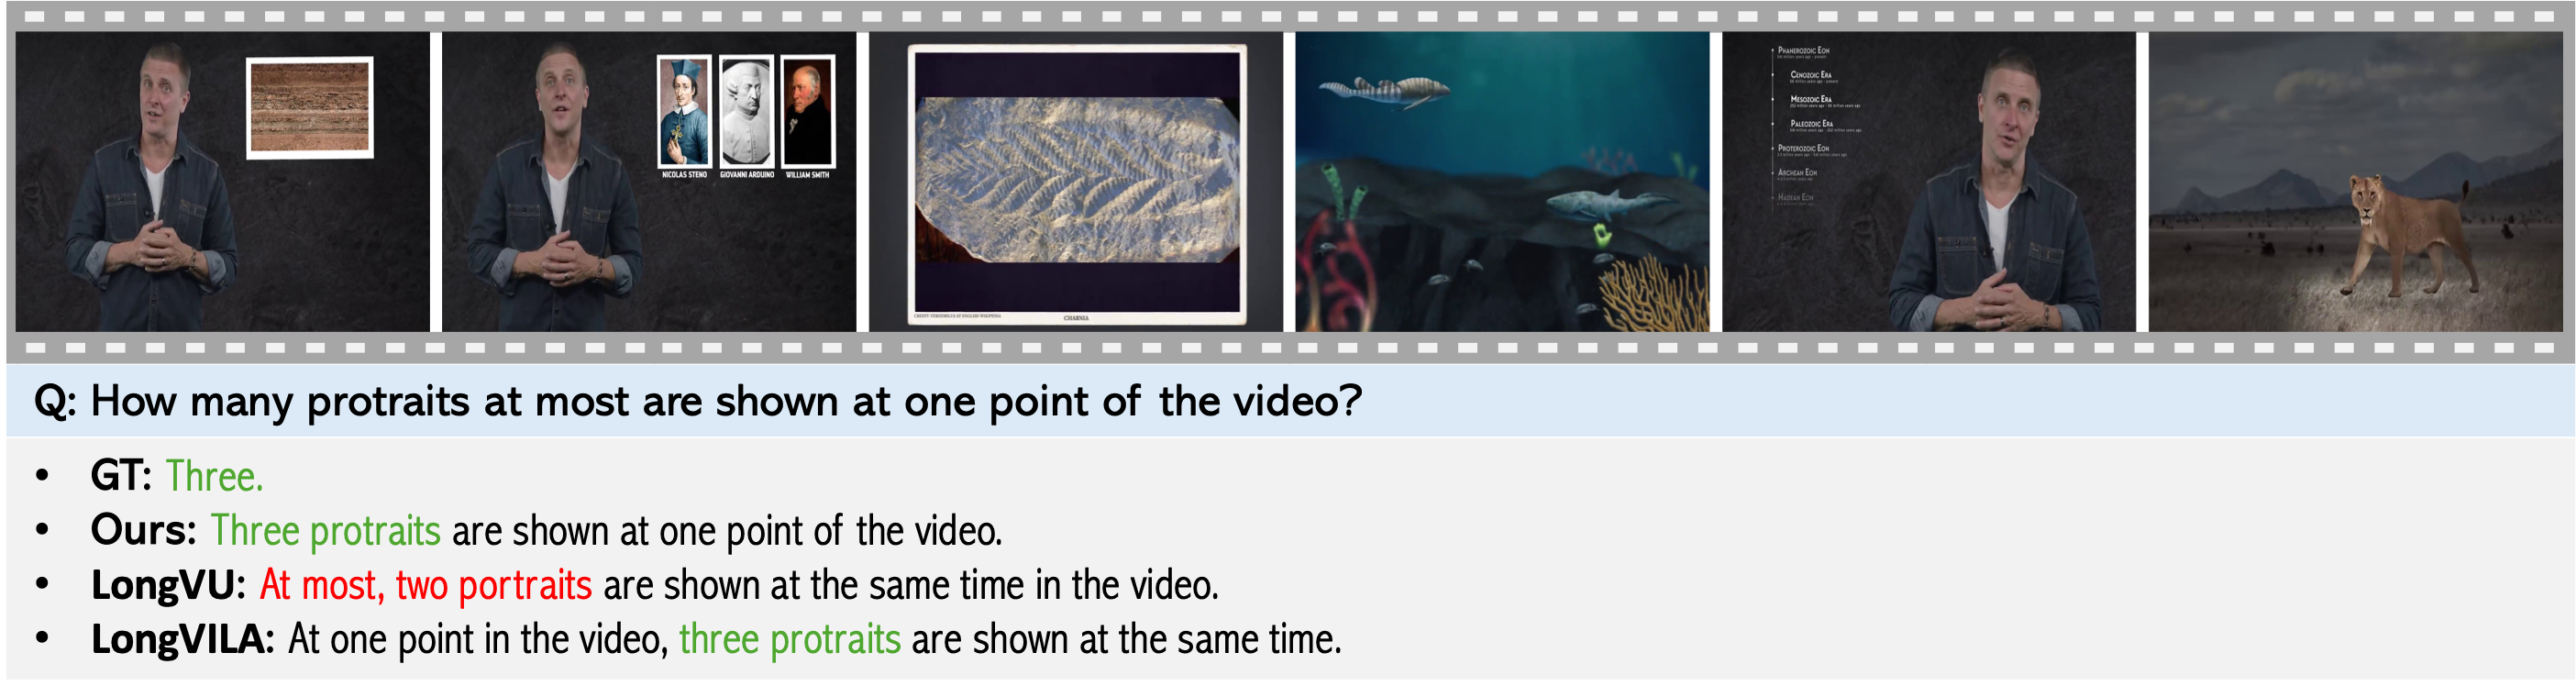 NICOLAS STENO GIOVANNI ARDUINO WILLIAM SMITH
CHARNIA
PHANEROZOIC EON
CENOZOIC ERA
MESOZOIC ERA
PALEOZOIC ERA
PROTEROZOIC EON
ARCHEAN EON
HADEAN EON
Q: How many protraits at most are shown at one point of the video?
• GT: Three.
• Ours: Three protraits are shown at one point of the video.
• LongVU: At most, two portraits are shown at the same time in the video.
• LongVILA: At one point in the video, three protraits are shown at the same time.